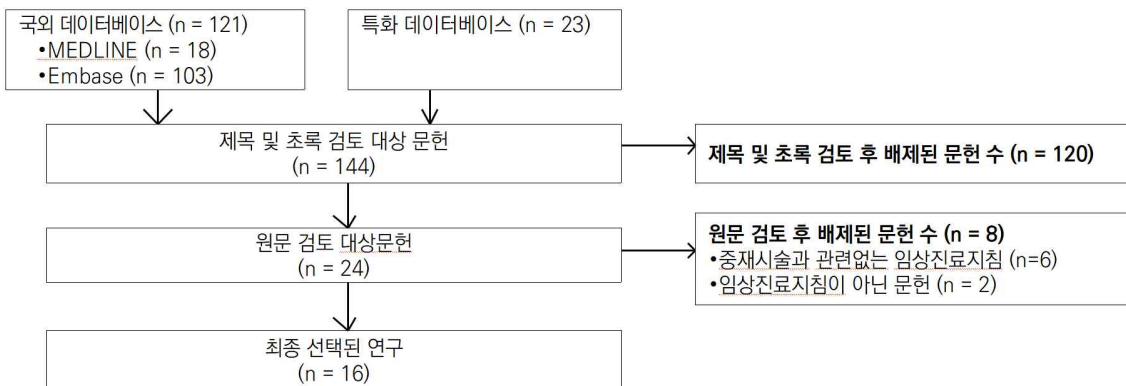 국외 데이터베이스 (n = 121)
•MEDLINE (n = 18)
•Embase (n = 103)
특화 데이터베이스 (n = 23)
제목 및 초록 검토 대상 문헌
(n = 144)
제목 및 초록 검토 후 배제된 문헌 수 (n = 120)
원문 검토 대상문헌
(n = 24)
원문 검토 후 배제된 문헌 수 (n = 8)
•중재시술과 관련없는 임상진료지침 (n=6)
•임상진료지침이 아닌 문헌 (n = 2)
최종 선택된 연구
(n = 16)